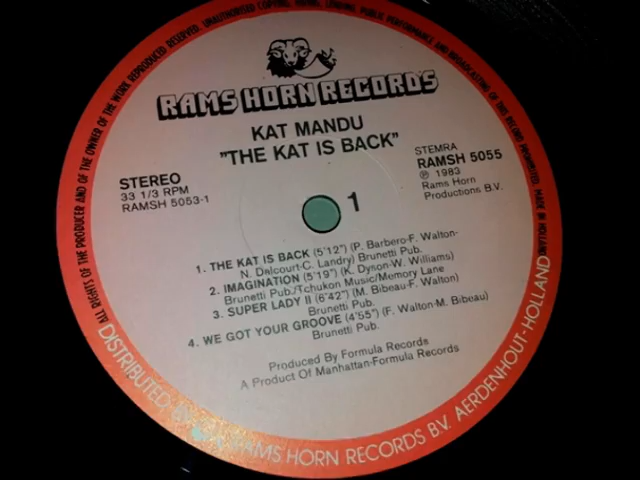 ALL RIGHTS OF THE PRODUCER AND OF THE OWNER OF THE WORK REPRODUCED RESERVED. UNAUTHORISED COPYING, HIRING, LENDING, PUBLIC PERFORMANCE AND BROADCASTING OF THIS RECORD PROHIBITED. MADE IN HOLLAND
RAMS HORN RECORDS
KAT MANDU
"THE KAT IS BACK"
STEREO
33 1/3 RPM
RAMSH 5053-1
STEMRA
RAMSH 5055
℗ 1983
Rams Horn
Productions B.V.
1
1. THE KAT IS BACK (5'12") (P. Barbero-F. Walton-
N. Dalcourt-C. Landry) Brunetti Pub.
2. IMAGINATION (5'19") (K. Dyson-W. Williams)
Brunetti Pub./Tchukon Music/Memory Lane
3. SUPER LADY II (6'42") (M. Bibeau-F. Walton)
Brunetti Pub.
4. WE GOT YOUR GROOVE (4'55") (F. Walton-M. Bibeau)
Brunetti Pub.
Produced By Formula Records
A Product Of Manhattan-Formula Records
DISTRIBUTED BY RAMS HORN RECORDS B.V. AERDENHOUT-HOLLAND